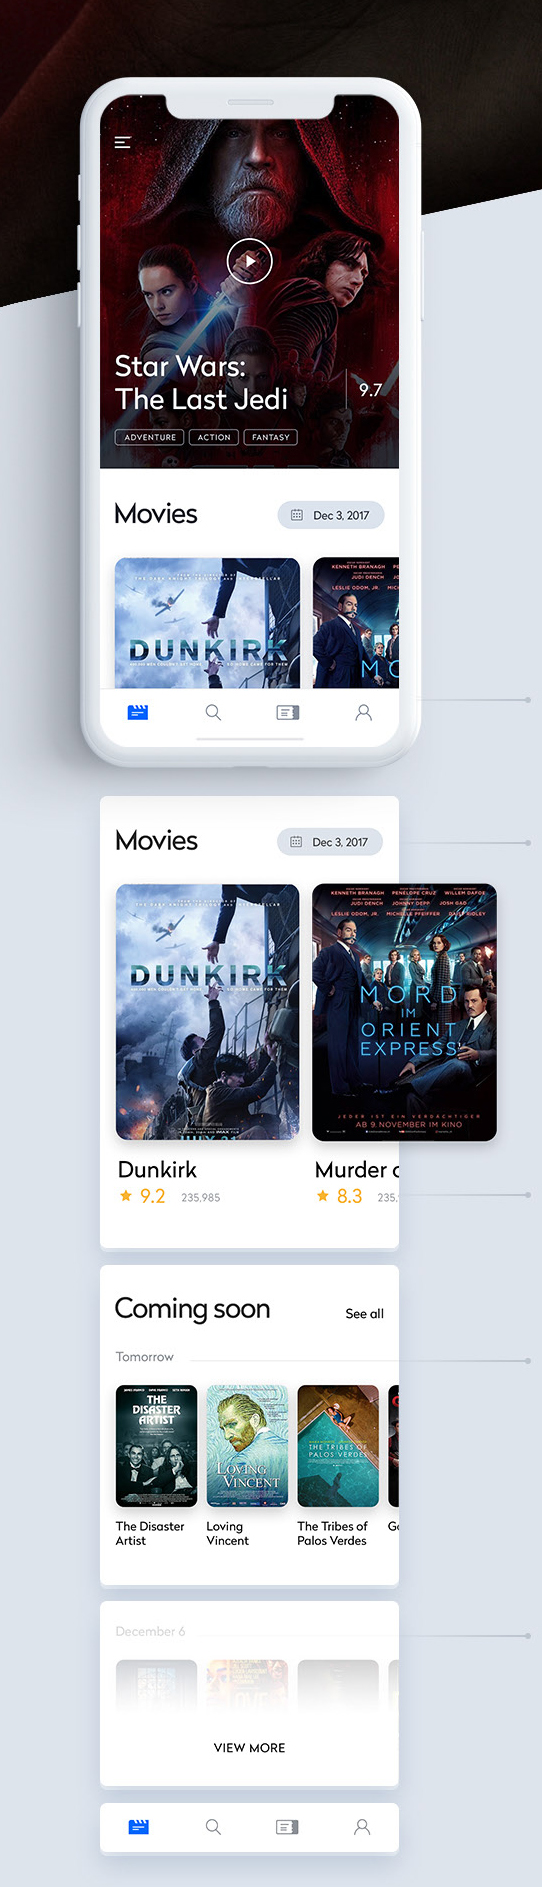 Star Wars:
The Last Jedi
9.7
ADVENTURE
ACTION
FANTASY
Movies
Dec 3, 2017
DUNKIRK
KENNETH BRANAGH
JUDI DENCH
LESLIE ODOM, JR.
Movies
Dec 3, 2017
DUNKIRK
KENNETH BRANAGH PENELOPE CRUZ WILLEM DAFOE
JUDI DENCH JOHNNY DEPP JOSH GAD
LESLIE ODOM, JR. MICHELLE PFEIFFER DAISY RIDLEY
MORD
IM
ORIENT
EXPRESS
JEDER IST EIN VERDÄCHTIGER
AB 9. NOVEMBER IM KINO
Dunkirk
Murder
9.2 235,985
8.3 235,
Coming soon
See all
Tomorrow
THE
DISASTER
ARTIST
LOVING
VINCENT
THE TRIBES OF
PALOS VERDES
The Disaster
Artist
Loving
Vincent
The Tribes of
Palos Verdes
December 6
VIEW MORE